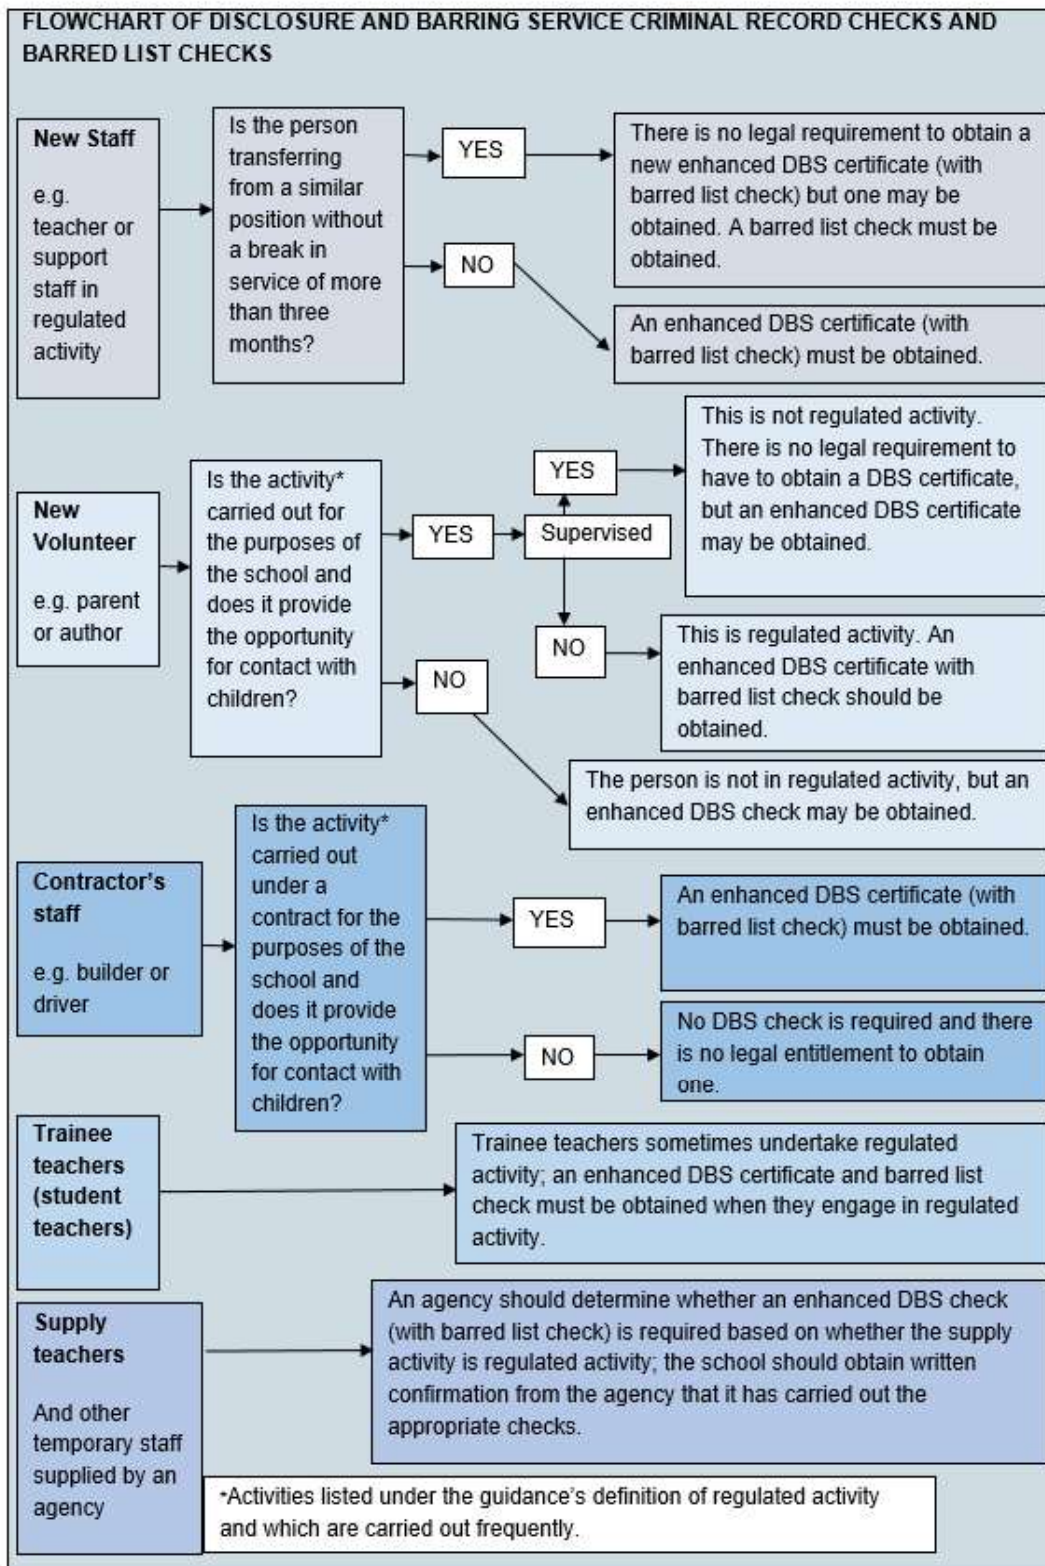 FLOWCHART OF DISCLOSURE AND BARRING SERVICE CRIMINAL RECORD CHECKS AND
BARRED LIST CHECKS
New Staff
e.g.
teacher or
support
staff in
regulated
activity
Is the person
transferring
from a similar
position without
a break in
service of more
than three
months?
YES
There is no legal requirement to obtain a
new enhanced DBS certificate (with
barred list check) but one may be
obtained. A barred list check must be
obtained.
NO
An enhanced DBS certificate (with
barred list check) must be obtained.
New
Volunteer
e.g. parent
or author
Is the activity*
carried out for
the purposes of
the school and
does it provide
the opportunity
for contact with
children?
YES
Supervised
YES
This is not regulated activity.
There is no legal requirement to
have to obtain a DBS certificate,
but an enhanced DBS certificate
may be obtained.
NO
This is regulated activity. An
enhanced DBS certificate with
barred list check should be
obtained.
NO
The person is not in regulated activity, but an
enhanced DBS check may be obtained.
Contractor's
staff
e.g. builder or
driver
Is the activity*
carried out
under a
contract for the
purposes of the
school and
does it provide
the opportunity
for contact with
children?
YES
An enhanced DBS certificate (with
barred list check) must be obtained.
NO
No DBS check is required and there
is no legal entitlement to obtain
one.
Trainee
teachers
(student
teachers)
Trainee teachers sometimes undertake regulated
activity; an enhanced DBS certificate and barred list
check must be obtained when they engage in regulated
activity.
Supply
teachers
And other
temporary staff
supplied by an
agency
An agency should determine whether an enhanced DBS check
(with barred list check) is required based on whether the supply
activity is regulated activity; the school should obtain written
confirmation from the agency that it has carried out the
appropriate checks.
*Activities listed under the guidance's definition of regulated activity
and which are carried out frequently.